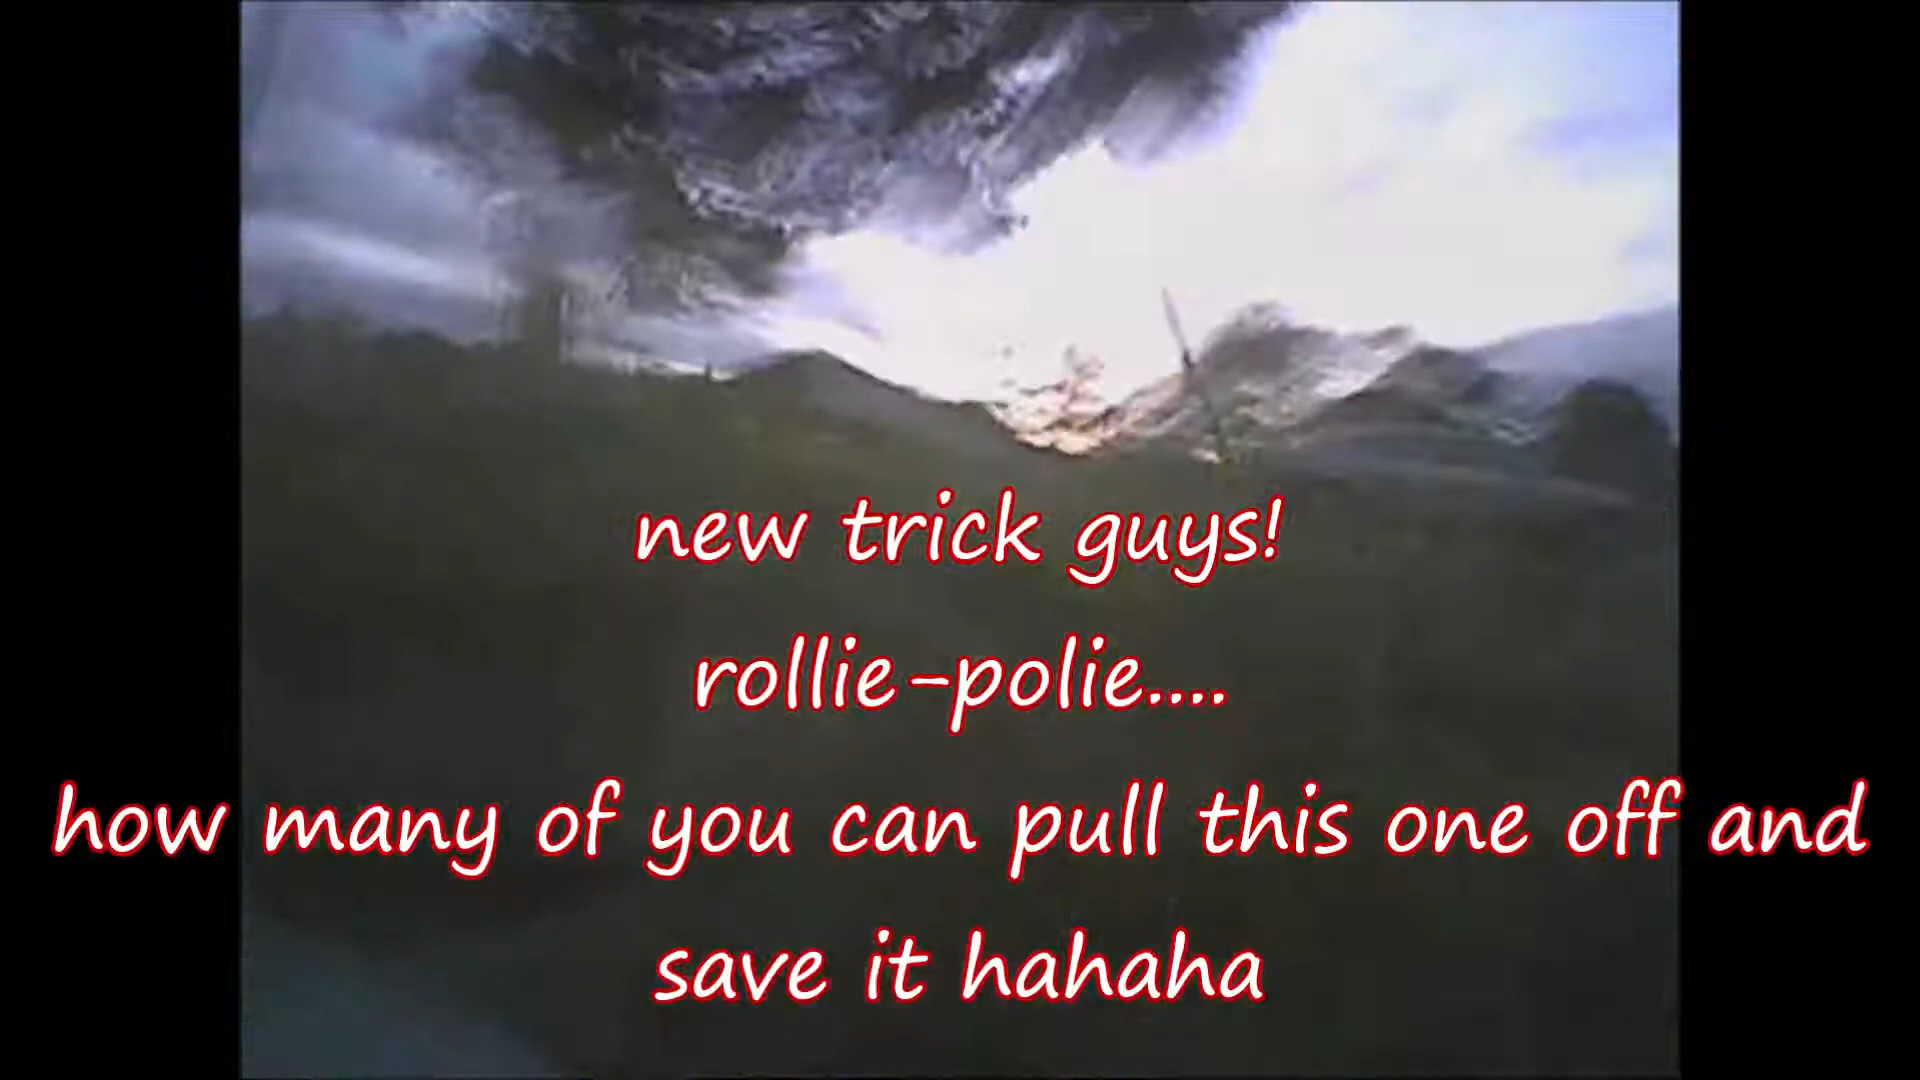 new trick guys!
rollie-polie....
how many of you can pull this one off and
save it hahaha